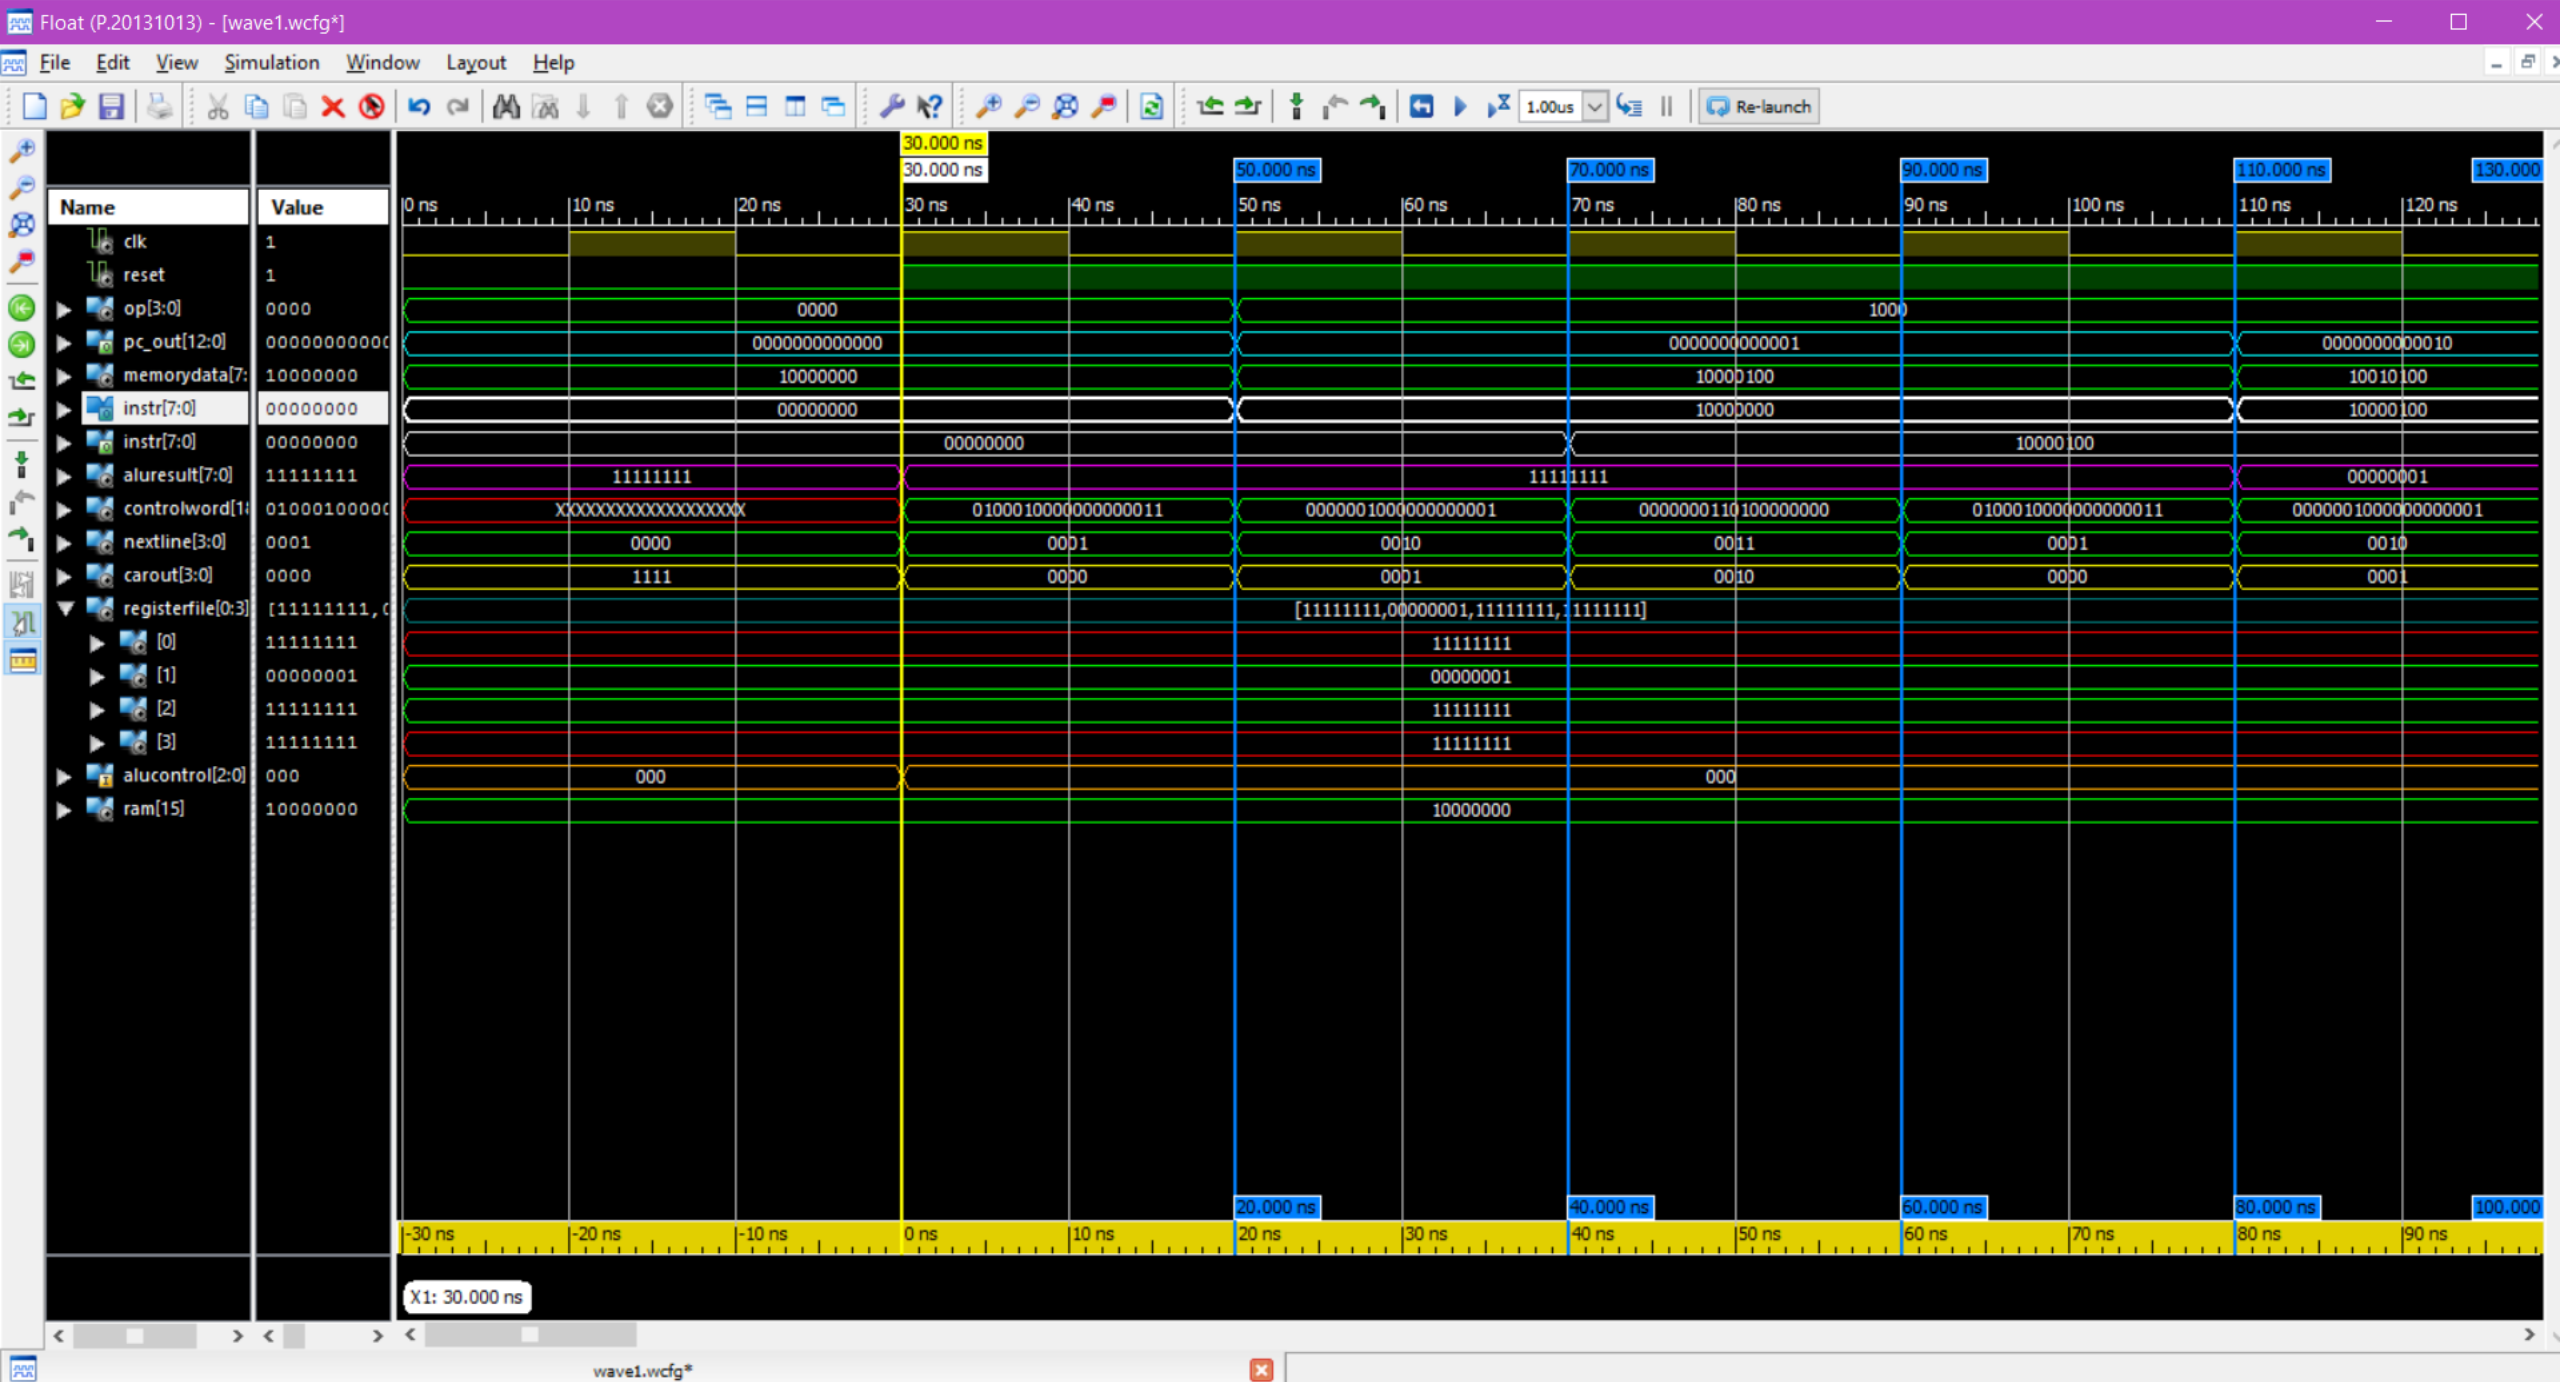 Float (P.20131013) - [wave1.wcfg*]
File Edit View Simulation Window Layout Help
1.00us Re-launch
30.000 ns
30.000 ns 50.000 ns 70.000 ns 90.000 ns 110.000 ns 130.000
Name Value 0 ns 10 ns 20 ns 30 ns 40 ns 50 ns 60 ns 70 ns 80 ns 90 ns 100 ns 110 ns 120 ns
clk 1
reset 1
op[3:0] 0000 0000 1000
pc_out[12:0] 00000000000 0000000000000 0000000000001 0000000000010
memorydata[7: 10000000 10000000 10000100 10010100
instr[7:0] 00000000 00000000 10000000 10000100
instr[7:0] 00000000 00000000 10000100
aluresult[7:0] 11111111 11111111 11111111 00000001
controlword[1 01000100000 XXXXXXXXXXXXXXXXXXX 0100010000000000011 0000001000000000001 0000000110100000000 0100010000000000011 0000001000000000001
nextline[3:0] 0001 0000 0001 0010 0011 0001 0010
carout[3:0] 0000 1111 0000 0001 0010 0000 0001
registerfile[0:3] [11111111,0 [11111111,00000001,11111111,11111111]
[0] 11111111 11111111
[1] 00000001 00000001
[2] 11111111 11111111
[3] 11111111 11111111
alucontrol[2:0] 000 000 000
ram[15] 10000000 10000000
20.000 ns 40.000 ns 60.000 ns 80.000 ns 100.000
-30 ns -20 ns -10 ns 0 ns 10 ns 20 ns 30 ns 40 ns 50 ns 60 ns 70 ns 80 ns 90 ns
X1: 30.000 ns
wave1.wcfg*